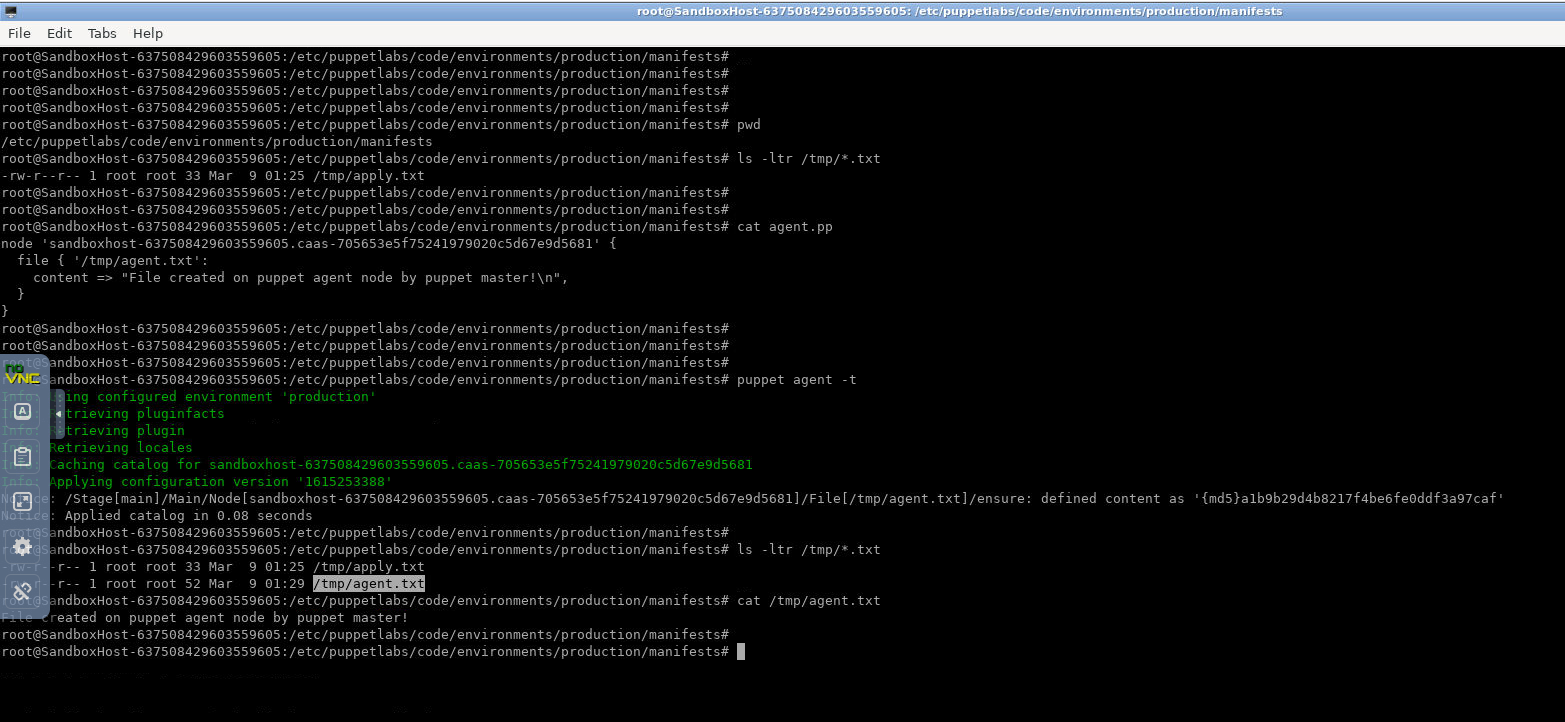 root@SandboxHost-637508429603559605: /etc/puppetlabs/code/environments/production/manifests
File Edit Tabs Help
root@SandboxHost-637508429603559605:/etc/puppetlabs/code/environments/production/manifests#
root@SandboxHost-637508429603559605:/etc/puppetlabs/code/environments/production/manifests#
root@SandboxHost-637508429603559605:/etc/puppetlabs/code/environments/production/manifests#
root@SandboxHost-637508429603559605:/etc/puppetlabs/code/environments/production/manifests#
root@SandboxHost-637508429603559605:/etc/puppetlabs/code/environments/production/manifests# pwd
/etc/puppetlabs/code/environments/production/manifests
root@SandboxHost-637508429603559605:/etc/puppetlabs/code/environments/production/manifests# ls -ltr /tmp/*.txt
-rw-r--r-- 1 root root 33 Mar  9 01:25 /tmp/apply.txt
root@SandboxHost-637508429603559605:/etc/puppetlabs/code/environments/production/manifests#
root@SandboxHost-637508429603559605:/etc/puppetlabs/code/environments/production/manifests#
root@SandboxHost-637508429603559605:/etc/puppetlabs/code/environments/production/manifests# cat agent.pp
node 'sandboxhost-637508429603559605.caas-705653e5f75241979020c5d67e9d5681' {
  file { '/tmp/agent.txt':
    content => "File created on puppet agent node by puppet master!\n",
  }
}
root@SandboxHost-637508429603559605:/etc/puppetlabs/code/environments/production/manifests#
root@SandboxHost-637508429603559605:/etc/puppetlabs/code/environments/production/manifests#
root@SandboxHost-637508429603559605:/etc/puppetlabs/code/environments/production/manifests#
root@SandboxHost-637508429603559605:/etc/puppetlabs/code/environments/production/manifests# puppet agent -t
Info: Using configured environment 'production'
Info: Retrieving pluginfacts
Info: Retrieving plugin
Info: Retrieving locales
Info: Caching catalog for sandboxhost-637508429603559605.caas-705653e5f75241979020c5d67e9d5681
Info: Applying configuration version '1615253388'
Notice: /Stage[main]/Main/Node[sandboxhost-637508429603559605.caas-705653e5f75241979020c5d67e9d5681]/File[/tmp/agent.txt]/ensure: defined content as '{md5}a1b9b29d4b8217f4be6fe0ddf3a97caf'
Notice: Applied catalog in 0.08 seconds
root@SandboxHost-637508429603559605:/etc/puppetlabs/code/environments/production/manifests#
root@SandboxHost-637508429603559605:/etc/puppetlabs/code/environments/production/manifests# ls -ltr /tmp/*.txt
-rw-r--r-- 1 root root 33 Mar  9 01:25 /tmp/apply.txt
-rw-r--r-- 1 root root 52 Mar  9 01:29 /tmp/agent.txt
root@SandboxHost-637508429603559605:/etc/puppetlabs/code/environments/production/manifests# cat /tmp/agent.txt
File created on puppet agent node by puppet master!
root@SandboxHost-637508429603559605:/etc/puppetlabs/code/environments/production/manifests#
root@SandboxHost-637508429603559605:/etc/puppetlabs/code/environments/production/manifests#
no
VNC
A